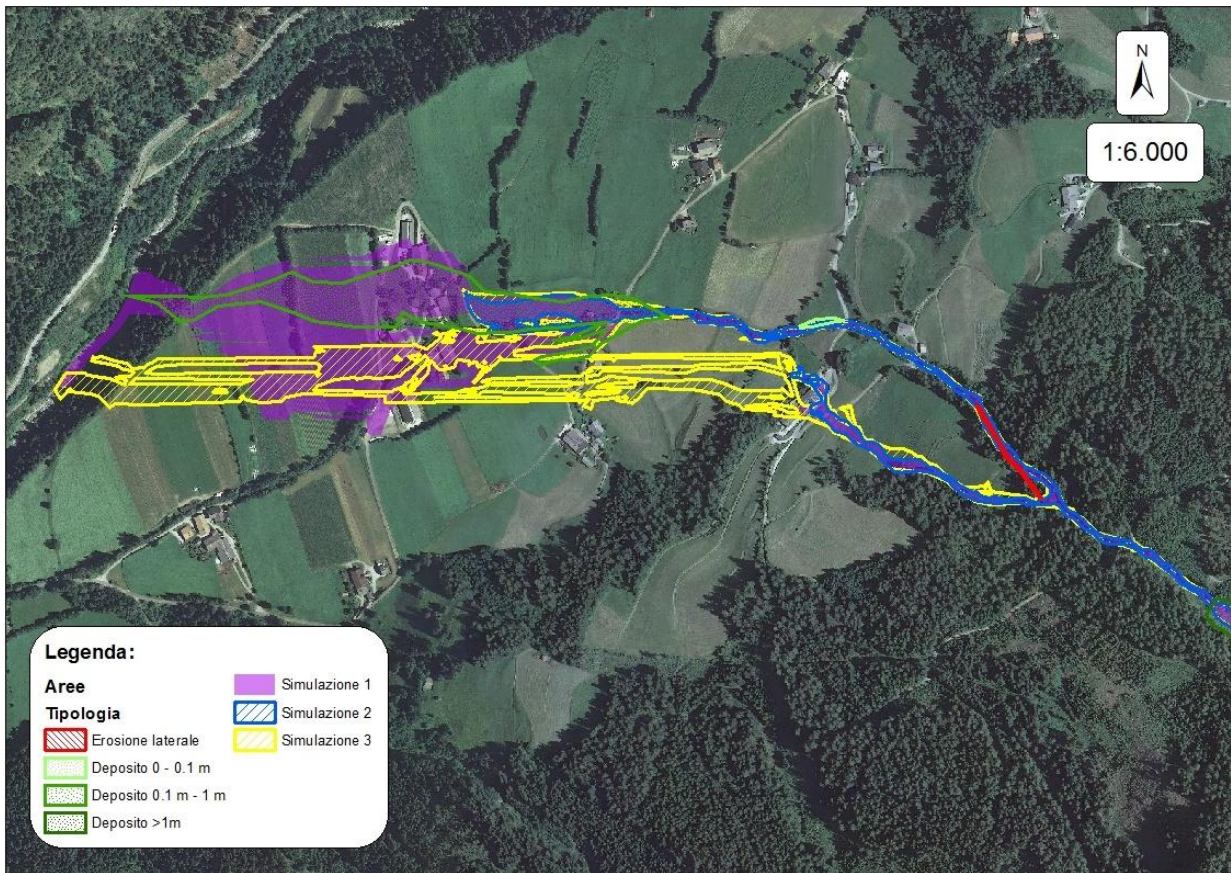 N
1:6.000
Legenda:
Aree
Tipologia
Erosione laterale
Deposito 0 - 0.1 m
Deposito 0.1 m - 1 m
Deposito >1m
Simulazione 1
Simulazione 2
Simulazione 3